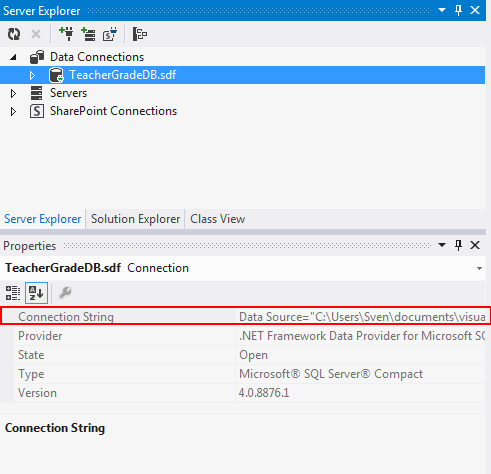 Server Explorer
Data Connections
TeacherGradeDB.sdf
Servers
SharePoint Connections
Server Explorer Solution Explorer Class View
Properties
TeacherGradeDB.sdf Connection
Connection String Data Source="C:\Users\Sven\documents\visua
Provider .NET Framework Data Provider for Microsoft SC
State Open
Type Microsoft® SQL Server® Compact
Version 4.0.8876.1
Connection String